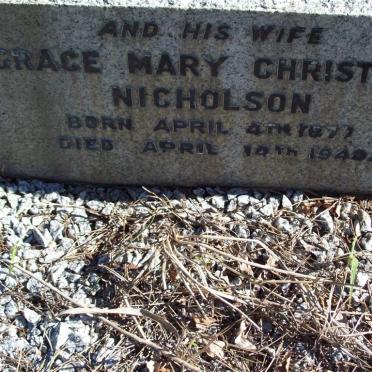 AND HIS WIFE
GRACE MARY CHRIST
NICHOLSON
BORN APRIL 4TH 1877
DIED APRIL 14TH 1940